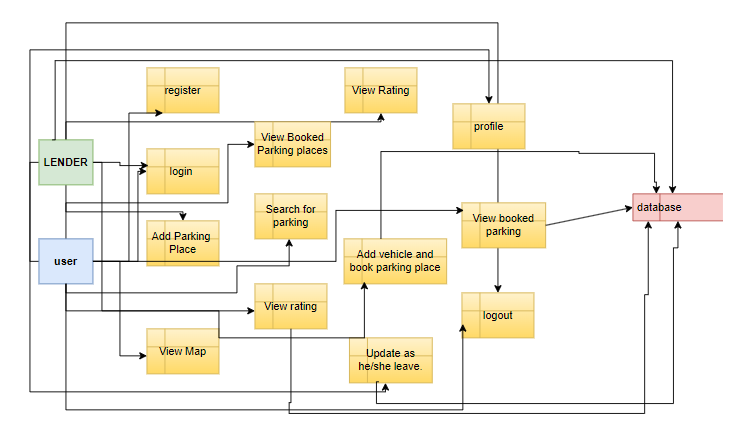 register
View Rating
profile
View Booked
Parking places
LENDER
login
Search for
parking
database
View booked
parking
Add Parking
Place
user
Add vehicle and
book parking place
View rating
logout
View Map
Update as
he/she leave.